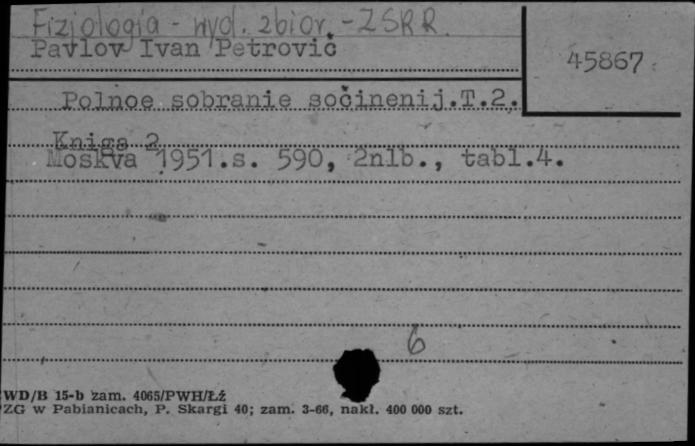 Fizjologia - wyd. zbior. - ZSRR.
Pavlov Ivan Petrovič
45867
Polnoe sobranie sočinenij.T.2.
Kniga 2
Moskva 1951.s. 590, 2nlb., tabl.4.
6
WD/B 15-b zam. 4065/PWH/Łź
PZG w Pabianicach, P. Skargi 40; zam. 3-66, nakł. 400 000 szt.